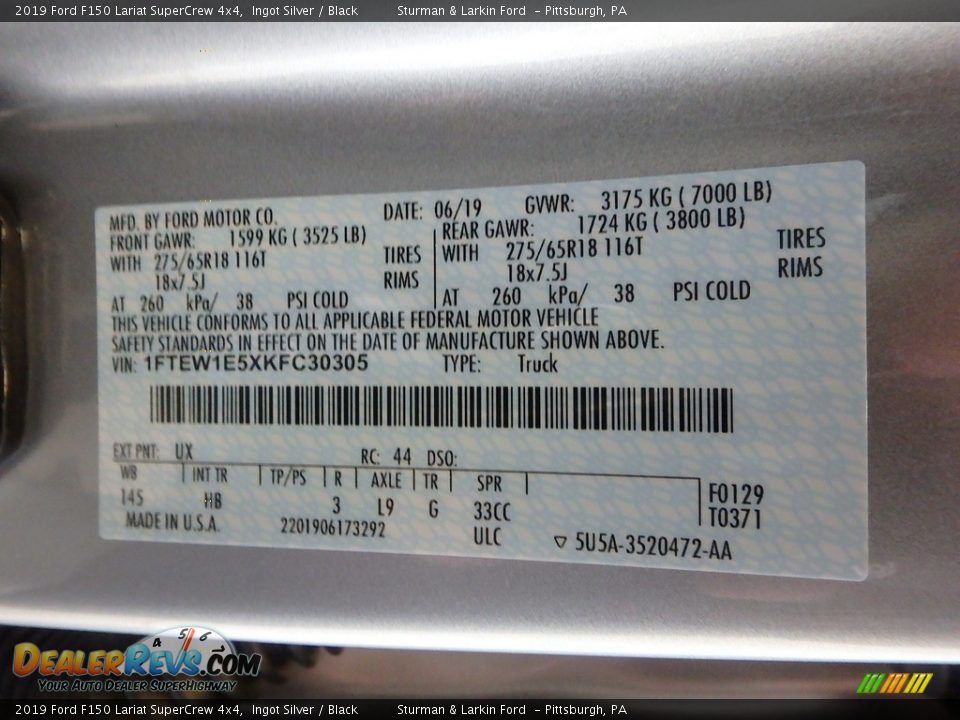 2019 Ford F150 Lariat SuperCrew 4x4,  Ingot Silver / Black    Sturman & Larkin Ford  - Pittsburgh, PA
MFD. BY FORD MOTOR CO.    DATE: 06/19    GVWR: 3175 KG ( 7000 LB)
FRONT GAWR: 1599 KG ( 3525 LB)    REAR GAWR: 1724 KG ( 3800 LB)
WITH 275/65R18 116T TIRES    WITH 275/65R18 116T TIRES
18x7.5J RIMS    18x7.5J RIMS
AT 260 kPa/ 38 PSI COLD    AT 260 kPa/ 38 PSI COLD
THIS VEHICLE CONFORMS TO ALL APPLICABLE FEDERAL MOTOR VEHICLE
SAFETY STANDARDS IN EFFECT ON THE DATE OF MANUFACTURE SHOWN ABOVE.
VIN: 1FTEW1E5XKFC30305    TYPE: Truck
EXT PNT: UX    RC: 44 DSO:
WB | INT TR | TP/PS | R | AXLE | TR | SPR | F0129
145 HB 3 L9 G 33CC T0371
MADE IN U.S.A. 2201906173292 ULC ▽ 5U5A-3520472-AA
4 5 6
DEALERREVS.COM
Your Auto Dealer SuperHighway
2019 Ford F150 Lariat SuperCrew 4x4,  Ingot Silver / Black    Sturman & Larkin Ford  - Pittsburgh, PA